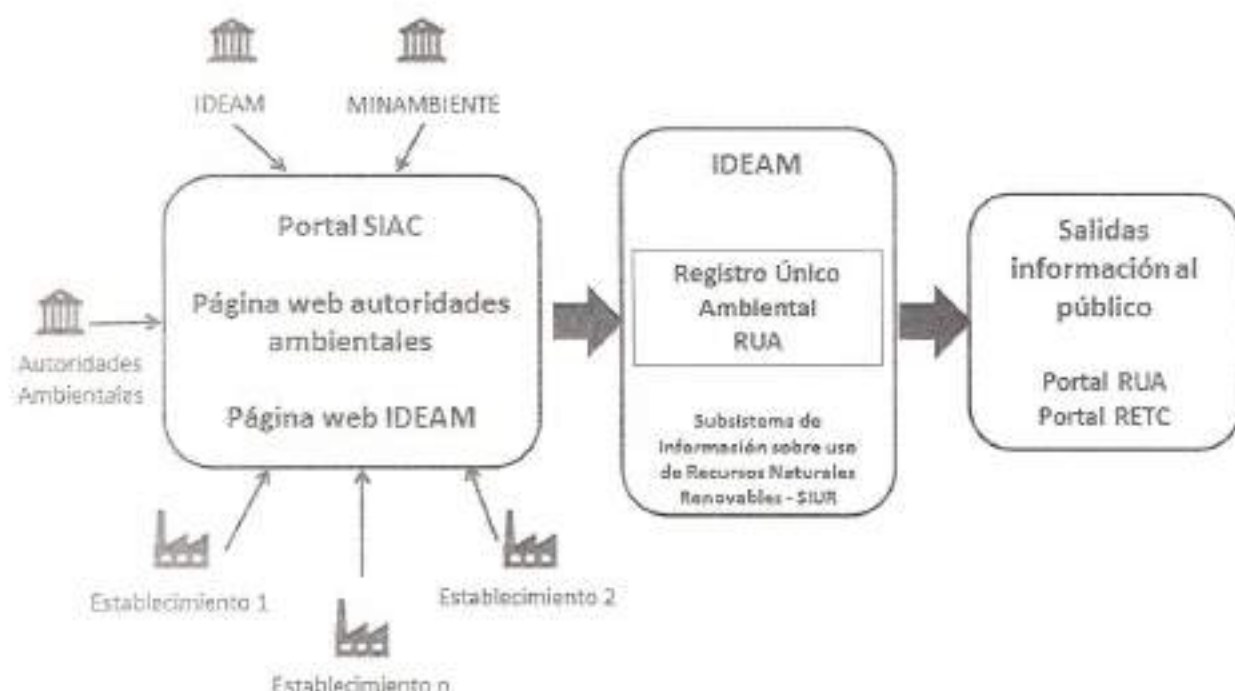 IDEAM
MINAMBIENTE
Portal SIAC
Página web autoridades
ambientales
Página web IDEAM
Autoridades
Ambientales
Establecimiento 1
Establecimiento 2
Establecimiento n
IDEAM
Registro Único
Ambiental
RUA
Subsistema de
Información sobre uso
de Recursos Naturales
Renovables - SIUR
Salidas
información al
público
Portal RUA
Portal RETC